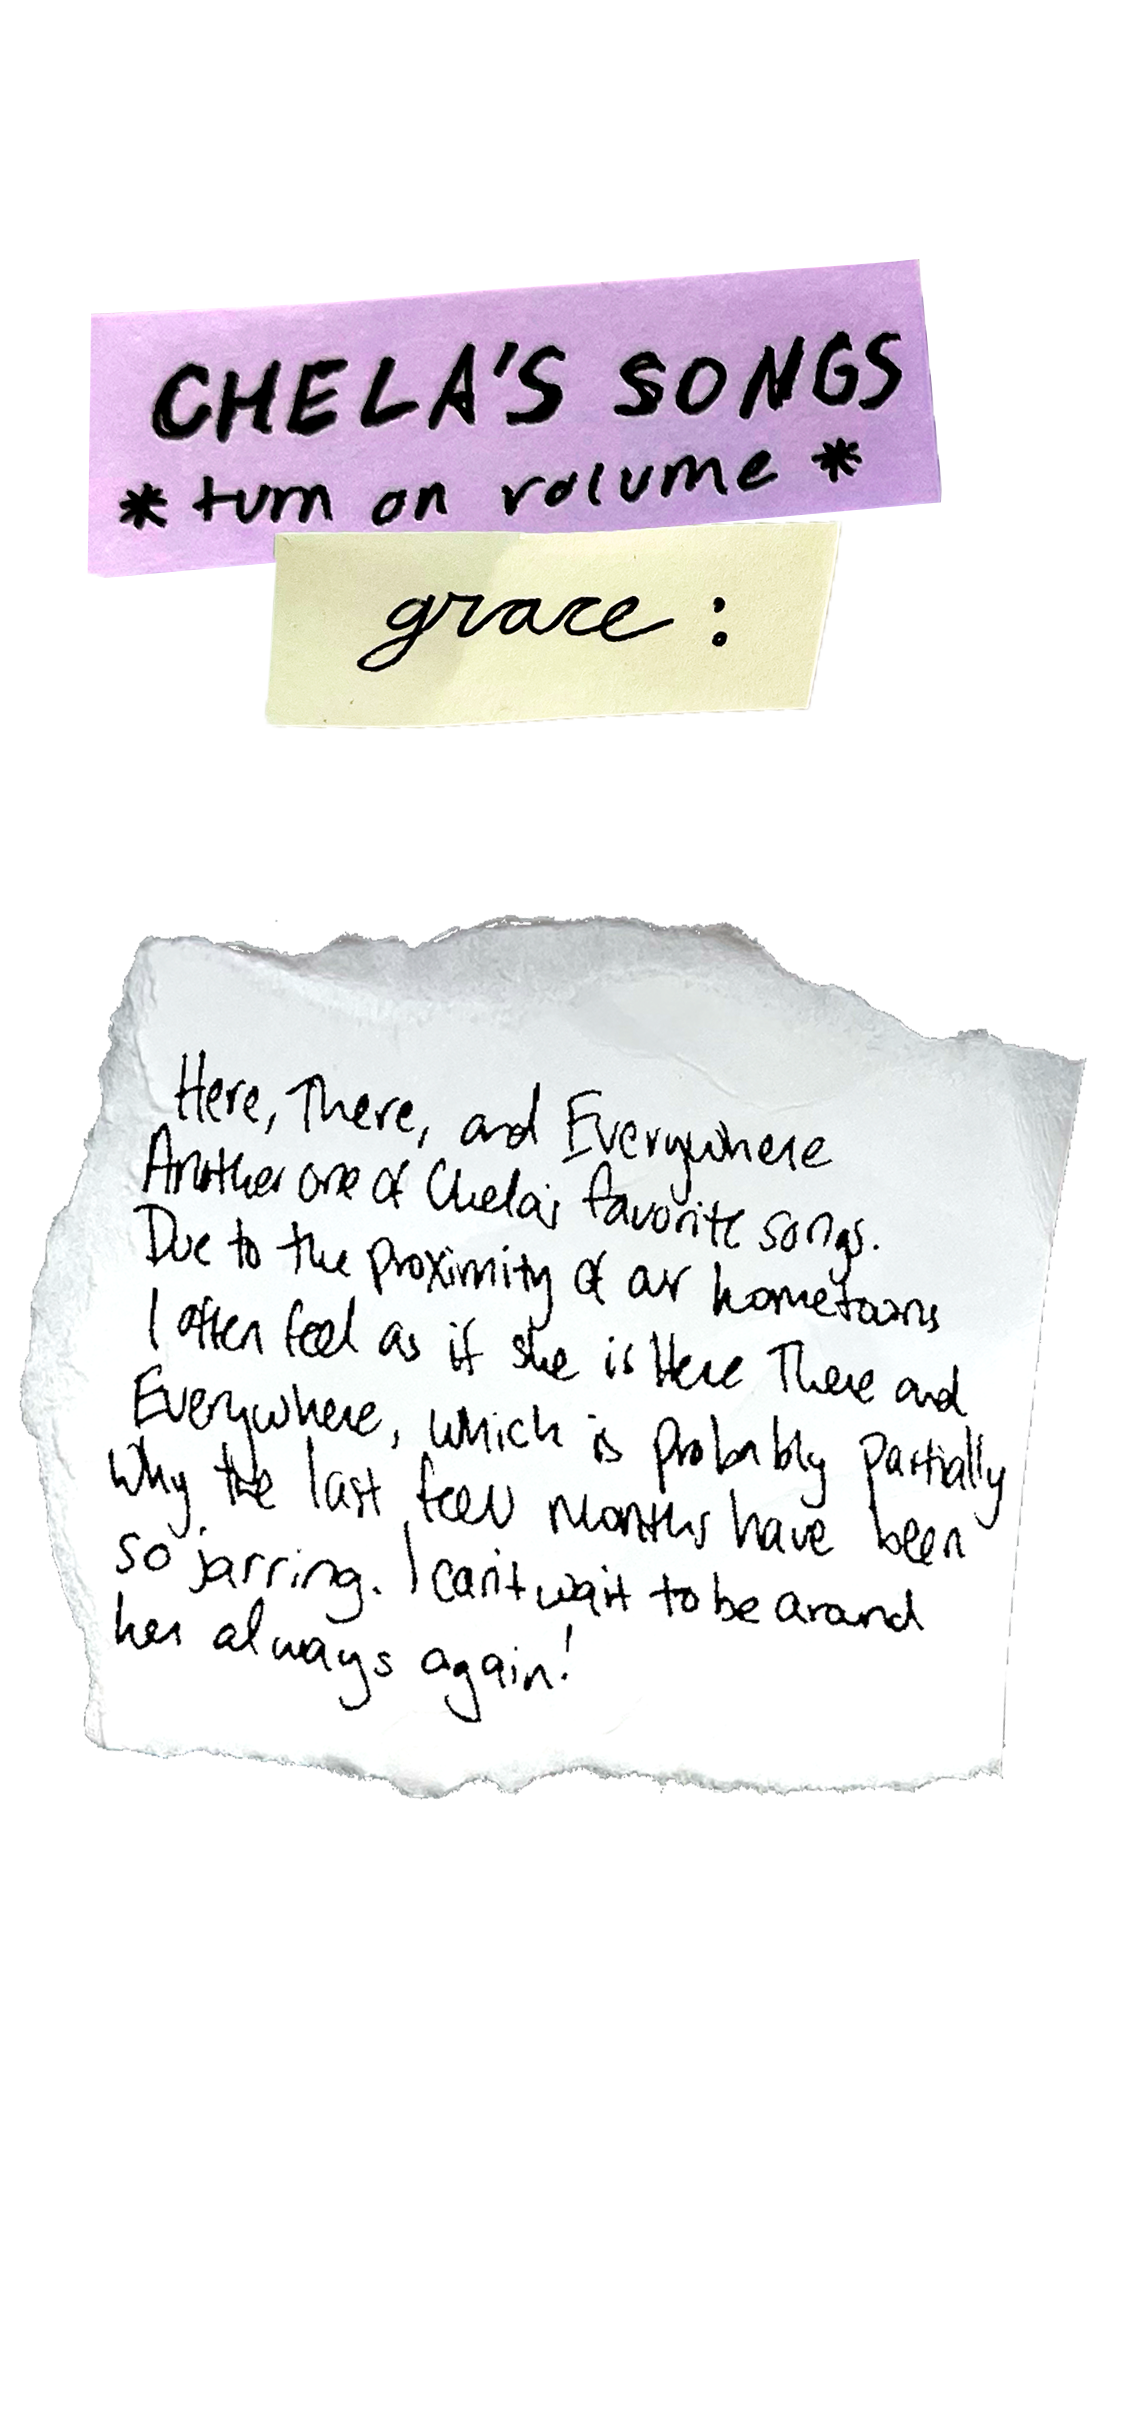 CHELA'S SONGS
* turn on volume *
grace :
Here, There, and Everywhere
Another one of Chela's favorite songs.
Due to the proximity of our hometowns
I often feel as if she is Here There and
Everywhere, which is probably partially
why the last few months have been
so jarring. I can't wait to be around
her always again!